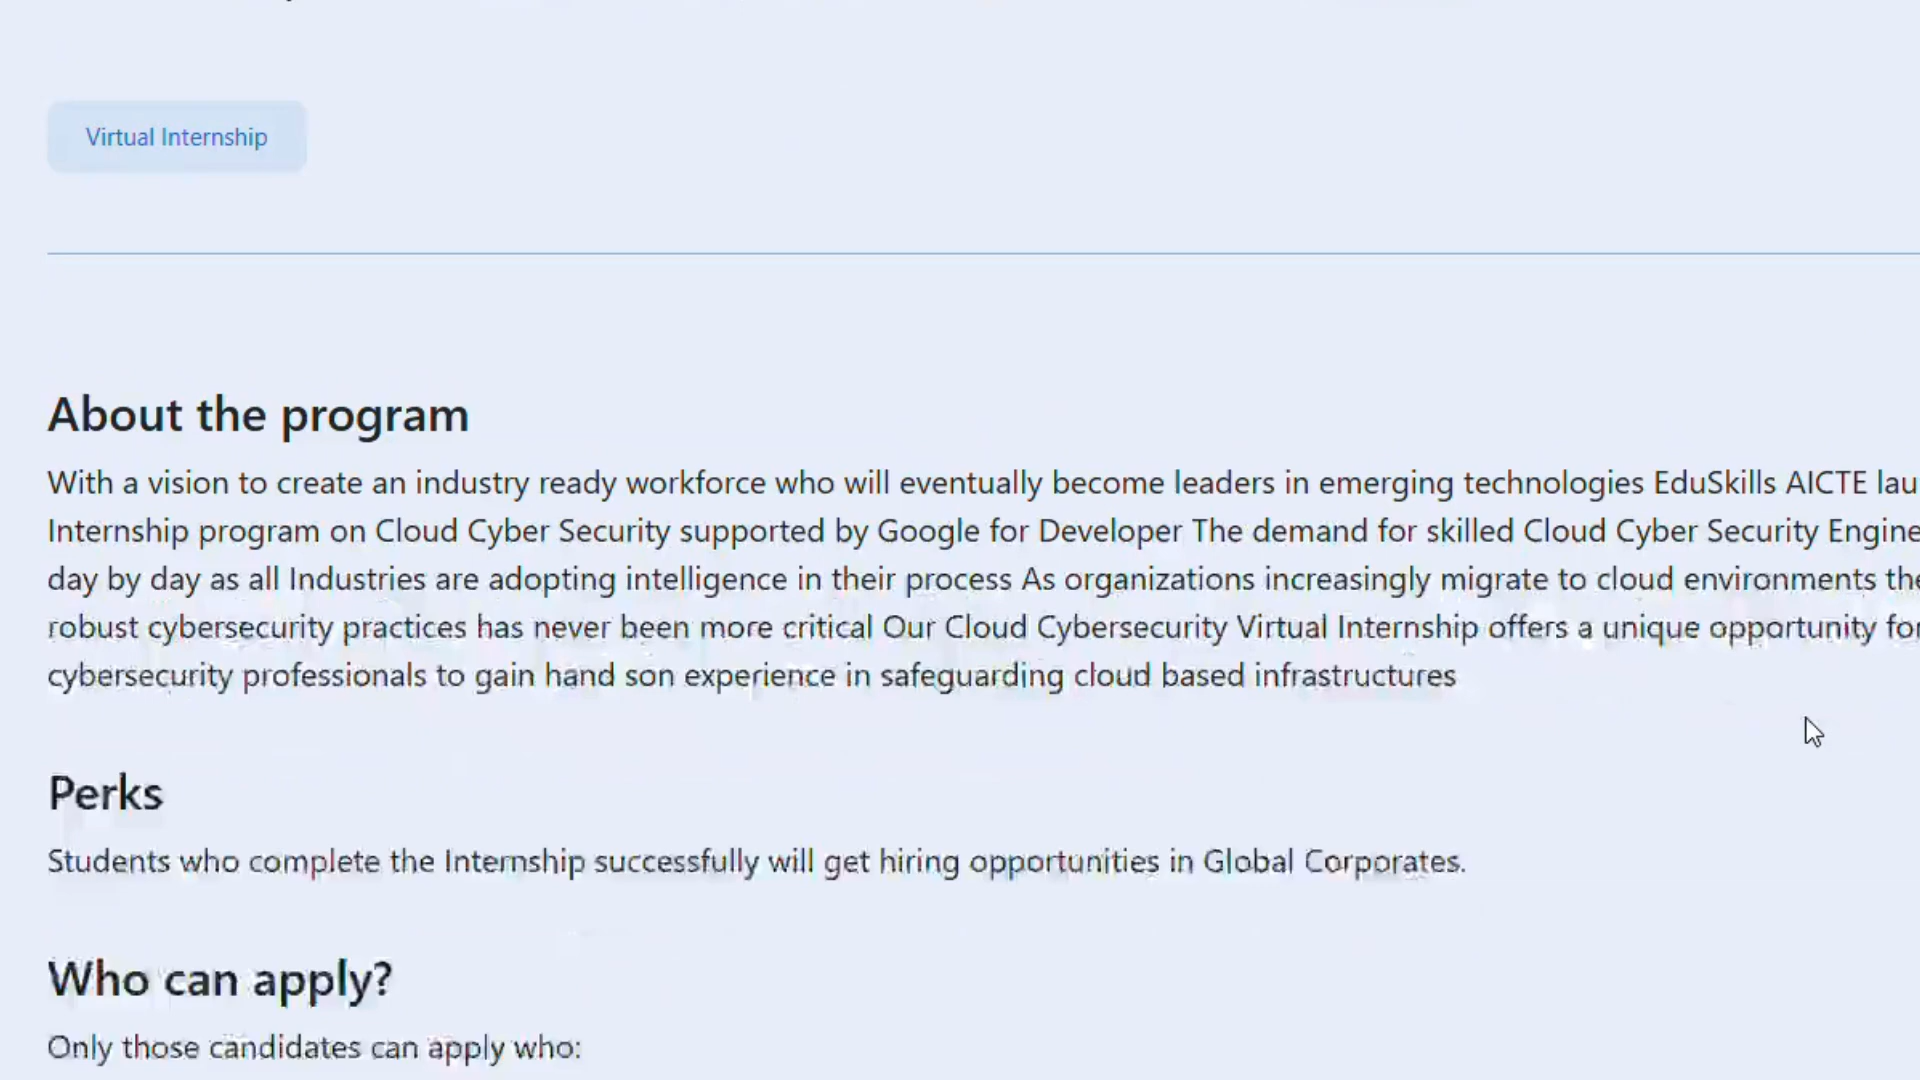 Virtual Internship
About the program
With a vision to create an industry ready workforce who will eventually become leaders in emerging technologies EduSkills AICTE lau
Internship program on Cloud Cyber Security supported by Google for Developer The demand for skilled Cloud Cyber Security Engine
day by day as all Industries are adopting intelligence in their process As organizations increasingly migrate to cloud environments the
robust cybersecurity practices has never been more critical Our Cloud Cybersecurity Virtual Internship offers a unique opportunity for
cybersecurity professionals to gain hand son experience in safeguarding cloud based infrastructures
Perks
Students who complete the Internship successfully will get hiring opportunities in Global Corporates.
Who can apply?
Only those candidates can apply who: